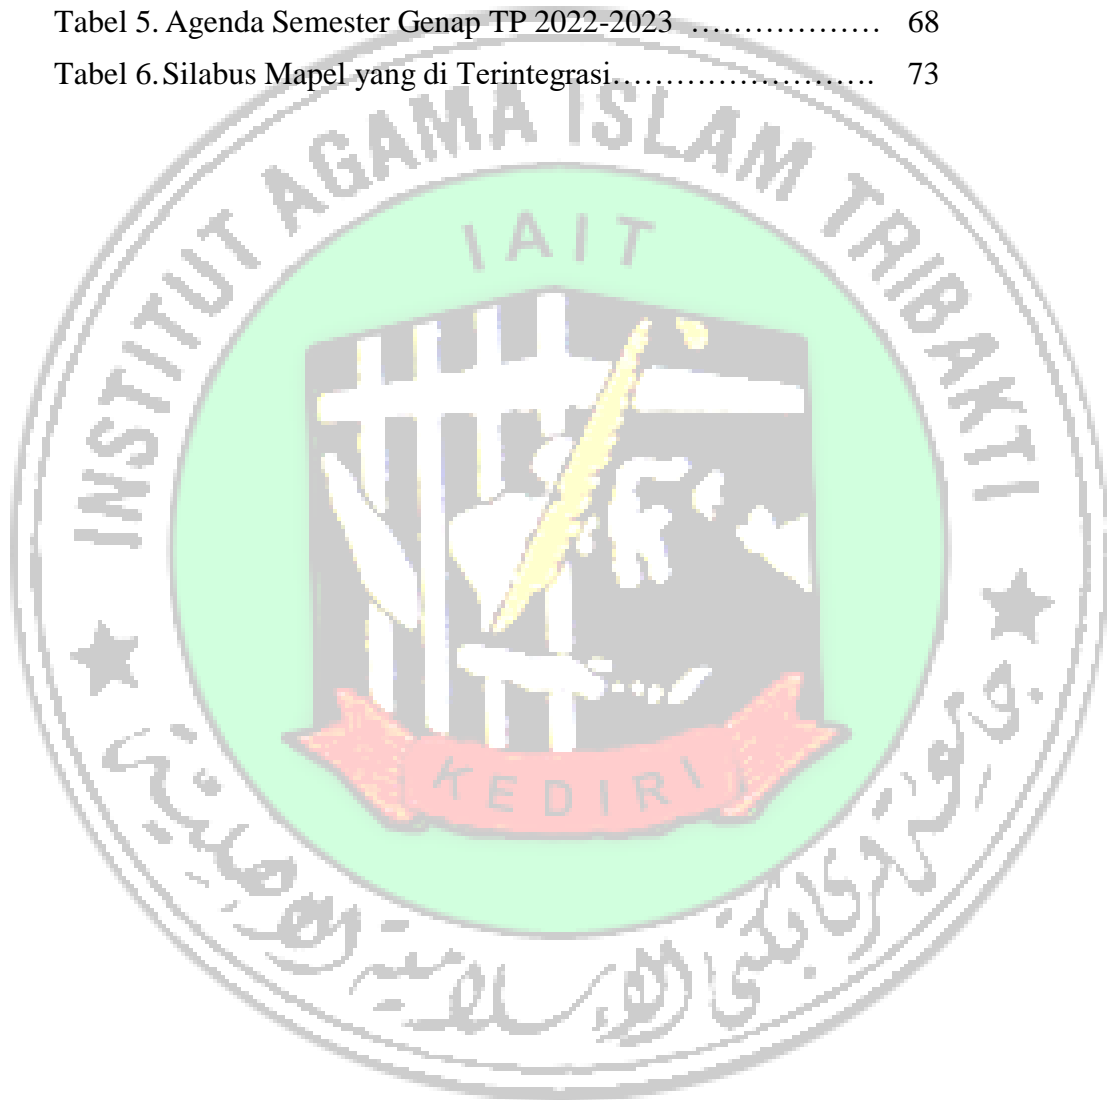 Tabel 5. Agenda Semester Genap TP 2022-2023 ……………… 68
Tabel 6. Silabus Mapel yang di Terintegrasi……………………. 73
INSTITUT AGAMA ISLAM TRIBAKTI
IAIT
KEDIRI